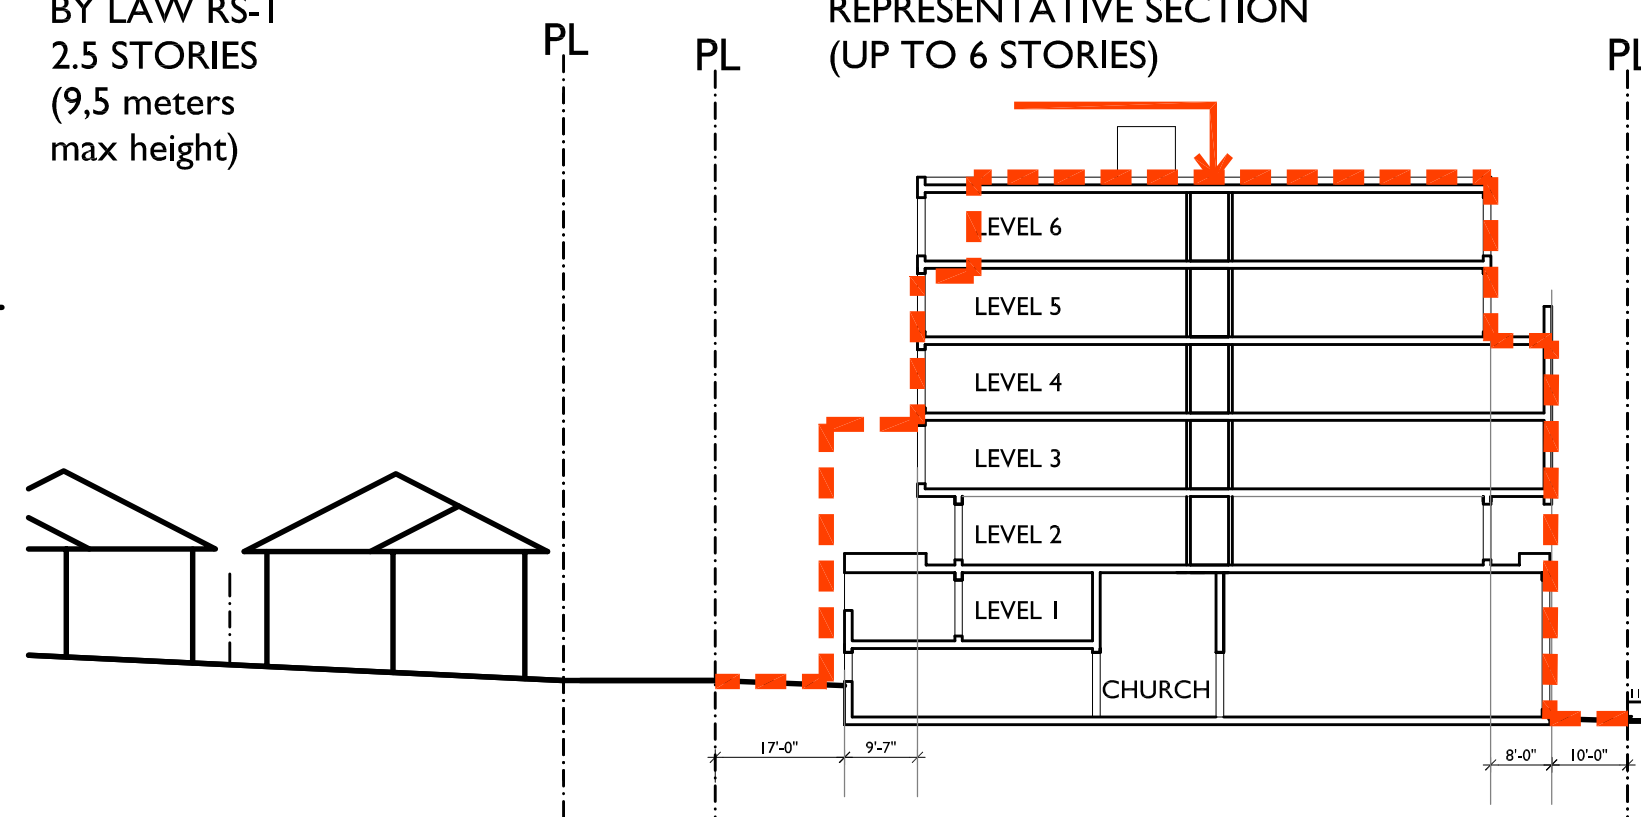 BY LAW RS-1
2.5 STORIES
(9,5 meters
max height)
PL
PL
REPRESENTATIVE SECTION
(UP TO 6 STORIES)
PL
LEVEL 6
LEVEL 5
LEVEL 4
LEVEL 3
LEVEL 2
LEVEL 1
CHURCH
17'-0"
9'-7"
8'-0"
10'-0"